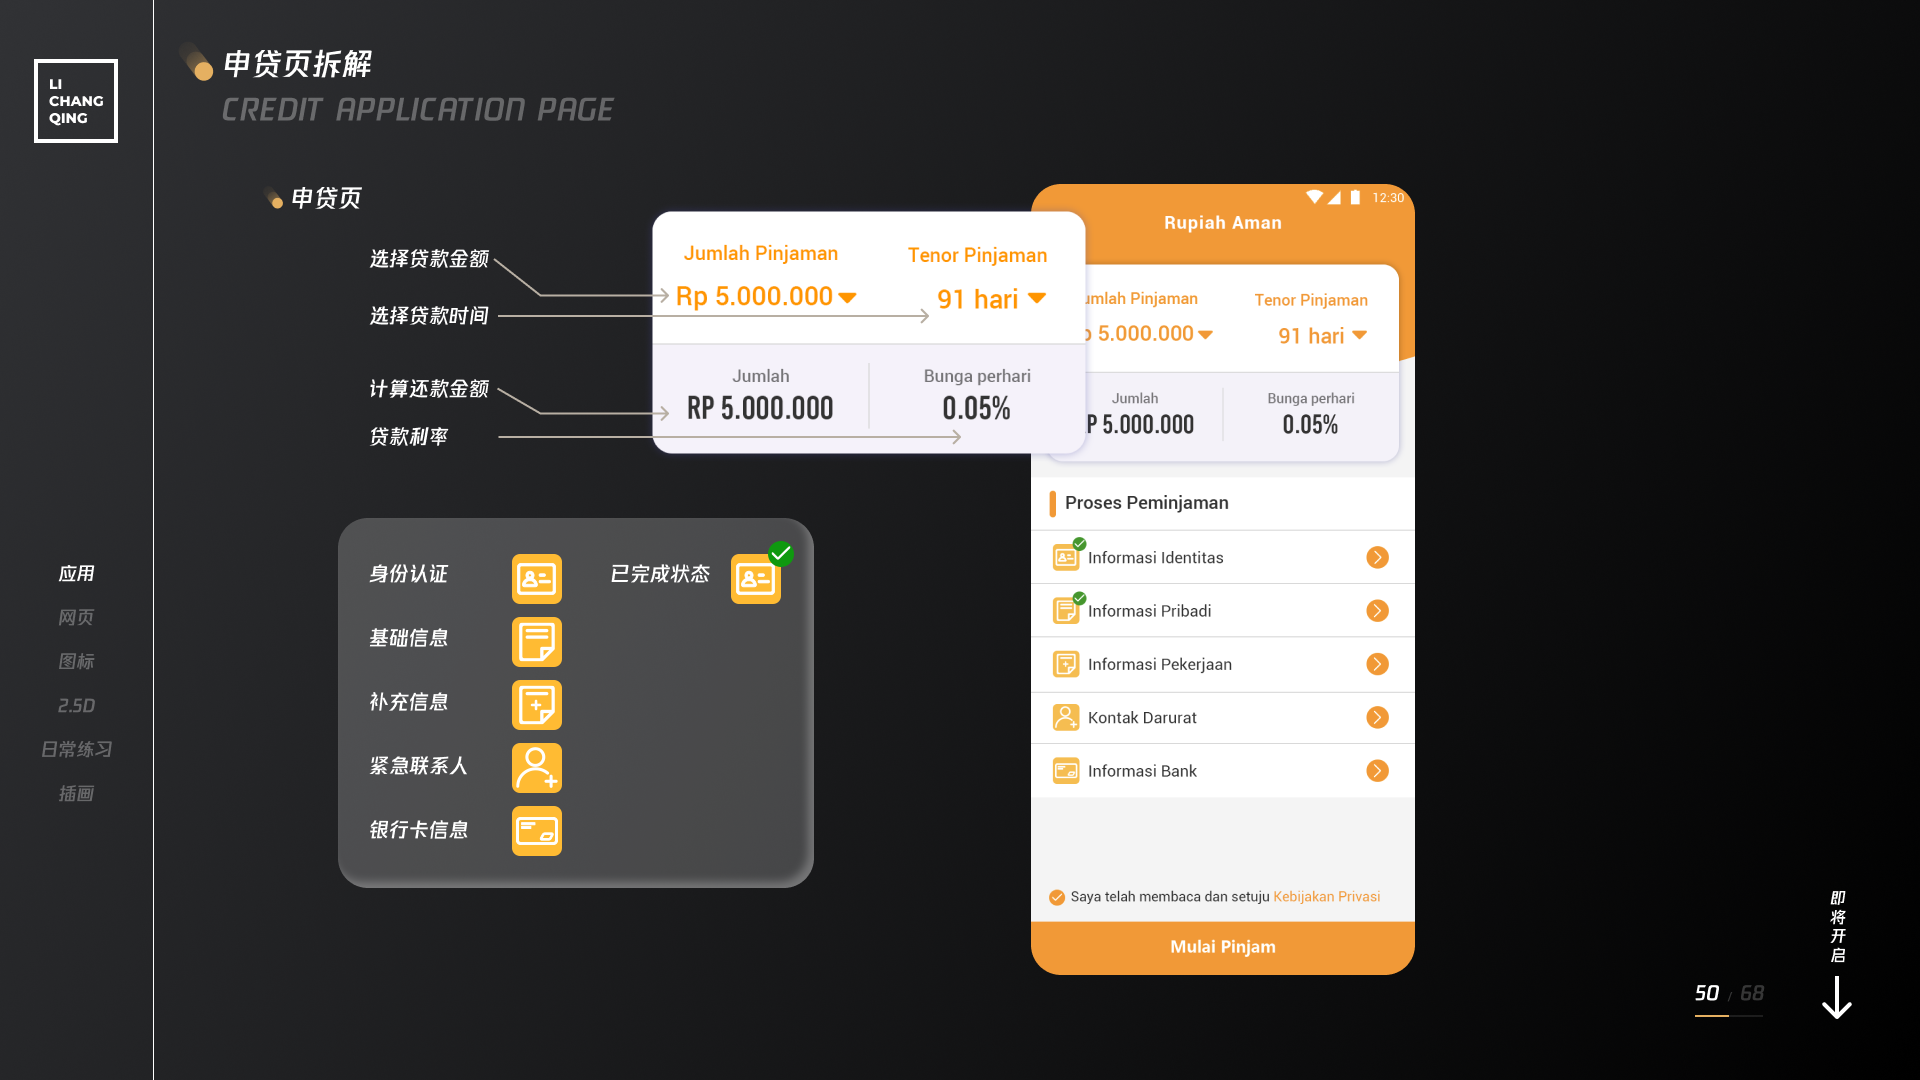 LI
CHANG
QING
申贷页拆解
CREDIT APPLICATION PAGE
申贷页
选择贷款金额
选择贷款时间
计算还款金额
贷款利率
Jumlah Pinjaman
Tenor Pinjaman
Rp 5.000.000
91 hari
Jumlah
Bunga perhari
RP 5.000.000
0.05%
12:30
Rupiah Aman
umlah Pinjaman
Tenor Pinjaman
p 5.000.000
91 hari
Jumlah
Bunga perhari
P 5.000.000
0.05%
Proses Peminjaman
Informasi Identitas
Informasi Pribadi
Informasi Pekerjaan
Kontak Darurat
Informasi Bank
Saya telah membaca dan setuju Kebijakan Privasi
Mulai Pinjam
身份认证
已完成状态
基础信息
补充信息
紧急联系人
银行卡信息
应用
网页
图标
2.5D
日常练习
插画
即将开启
50 / 68